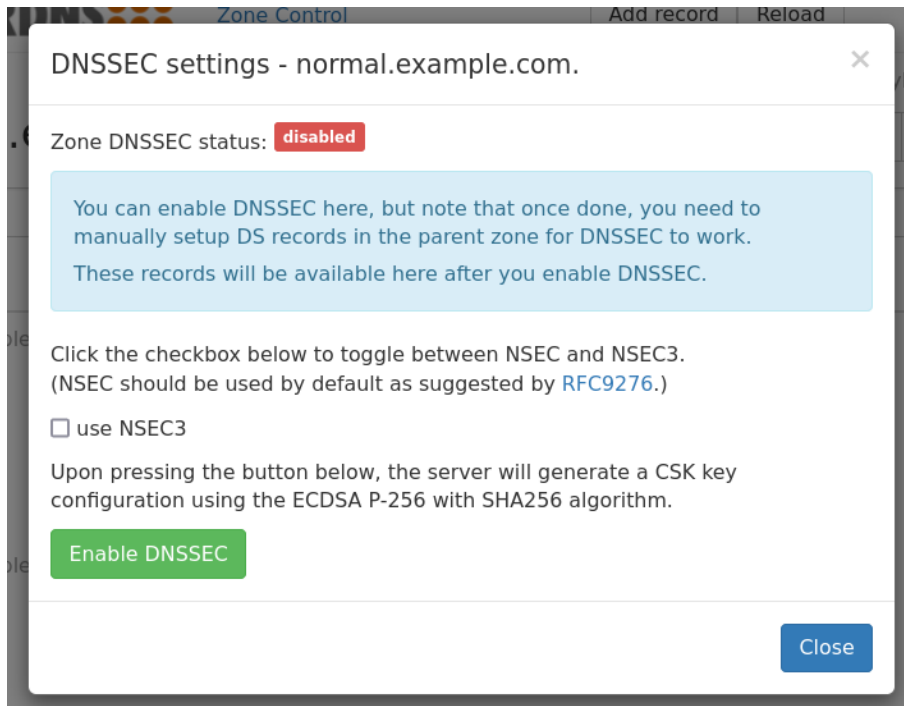 Zone Control
Add record
Reload
DNSSEC settings - normal.example.com.
×
Zone DNSSEC status: disabled
You can enable DNSSEC here, but note that once done, you need to
manually setup DS records in the parent zone for DNSSEC to work.
These records will be available here after you enable DNSSEC.
Click the checkbox below to toggle between NSEC and NSEC3.
(NSEC should be used by default as suggested by RFC9276.)
use NSEC3
Upon pressing the button below, the server will generate a CSK key
configuration using the ECDSA P-256 with SHA256 algorithm.
Enable DNSSEC
Close